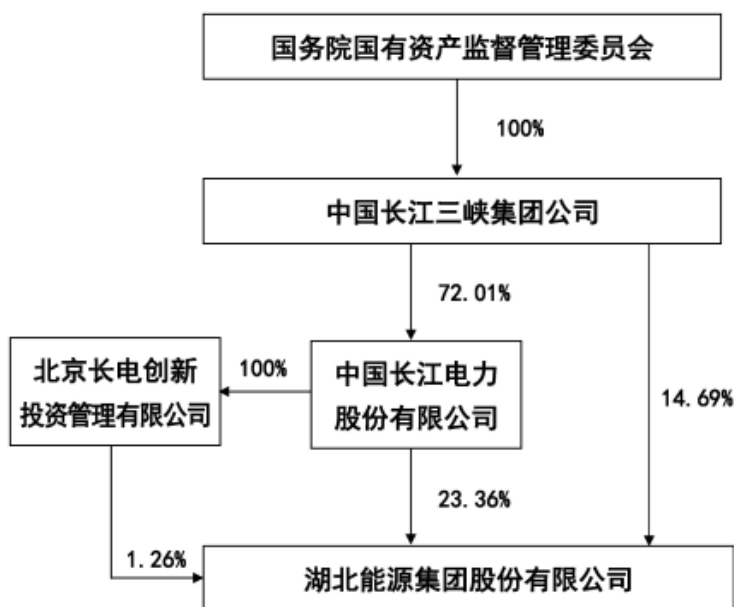 国务院国有资产监督管理委员会
100%
中国长江三峡集团公司
72.01%
北京长电创新
投资管理有限公司
100%
中国长江电力
股份有限公司
14.69%
23.36%
1.26%
湖北能源集团股份有限公司